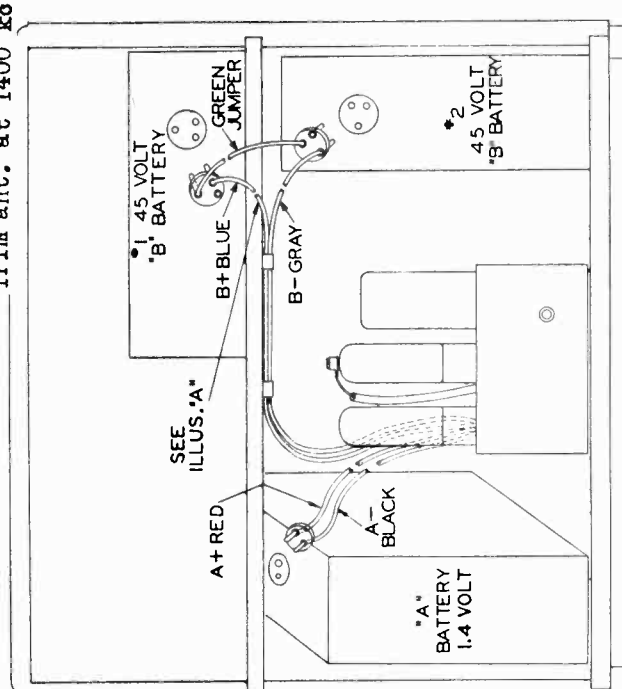 Trim ant. at 1400 kc
#1 45 VOLT
"B" BATTERY
GREEN
JUMPER
#2
45 VOLT
"B" BATTERY
B+ BLUE
B- GRAY
SEE
ILLUS. "A"
A+ RED
A-
BLACK
"A"
BATTERY
1.4 VOLT